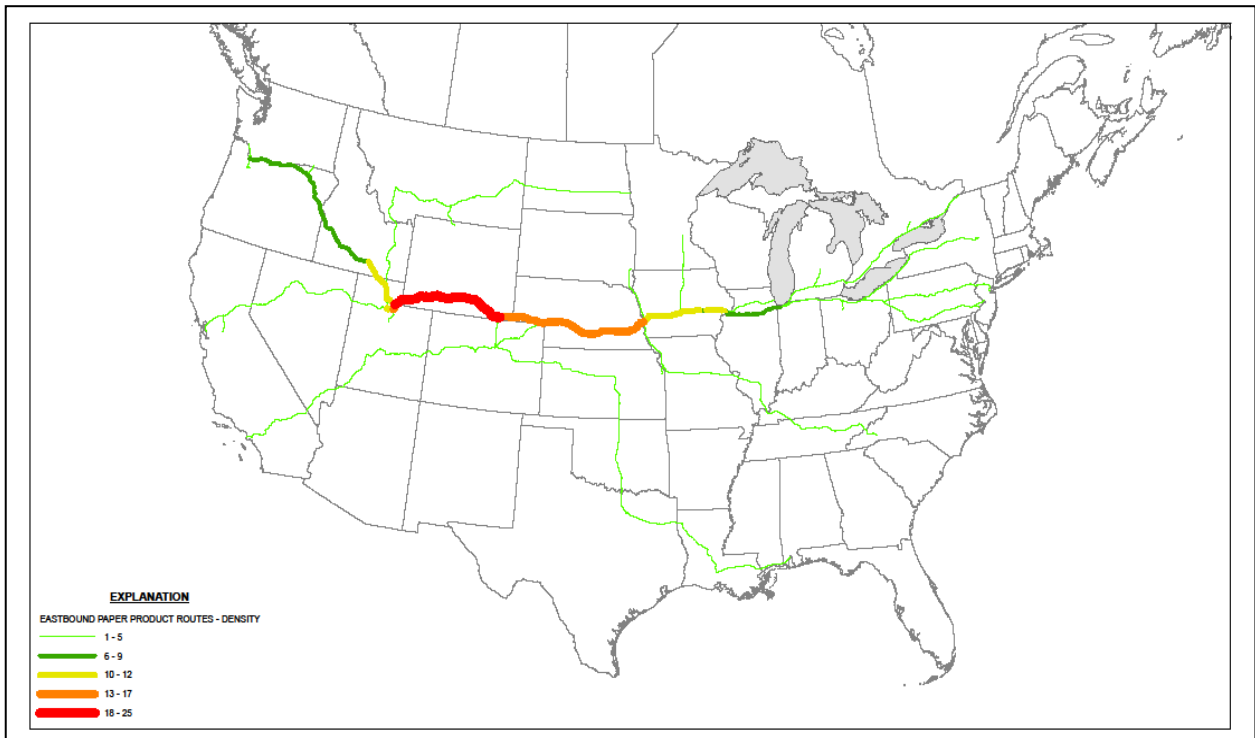 EXPLANATION
EASTBOUND PAPER PRODUCT ROUTES - DENSITY
1 - 5
6 - 9
10 - 12
13 - 17
18 - 25